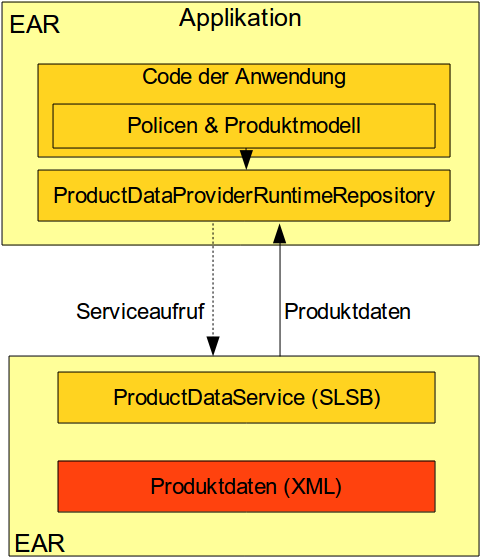 EAR
Applikation
Code der Anwendung
Policen & Produktmodell
ProductDataProviderRuntimeRepository
Serviceaufruf
Produktdaten
ProductDataService (SLSB)
Produktdaten (XML)
EAR